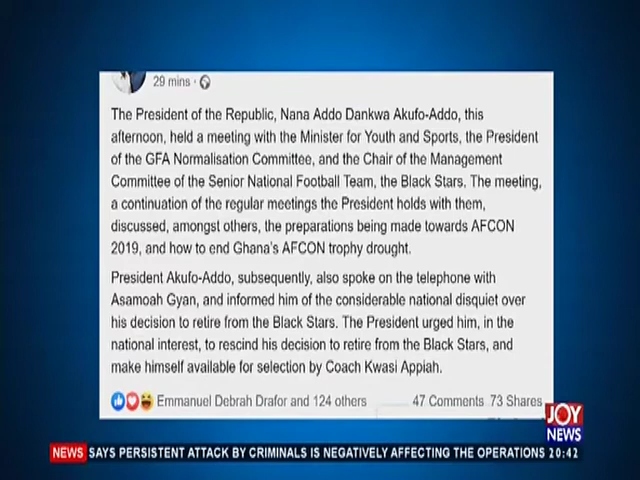 29 mins ·
The President of the Republic, Nana Addo Dankwa Akufo-Addo, this
afternoon, held a meeting with the Minister for Youth and Sports, the President
of the GFA Normalisation Committee, and the Chair of the Management
Committee of the Senior National Football Team, the Black Stars. The meeting,
a continuation of the regular meetings the President holds with them,
discussed, amongst others, the preparations being made towards AFCON
2019, and how to end Ghana's AFCON trophy drought.
President Akufo-Addo, subsequently, also spoke on the telephone with
Asamoah Gyan, and informed him of the considerable national disquiet over
his decision to retire from the Black Stars. The President urged him, in the
national interest, to rescind his decision to retire from the Black Stars, and
make himself available for selection by Coach Kwasi Appiah.
Emmanuel Debrah Drafor and 124 others 47 Comments 73 Shares
JOY
NEWS
NEWS SAYS PERSISTENT ATTACK BY CRIMINALS IS NEGATIVELY AFFECTING THE OPERATIONS 20:42